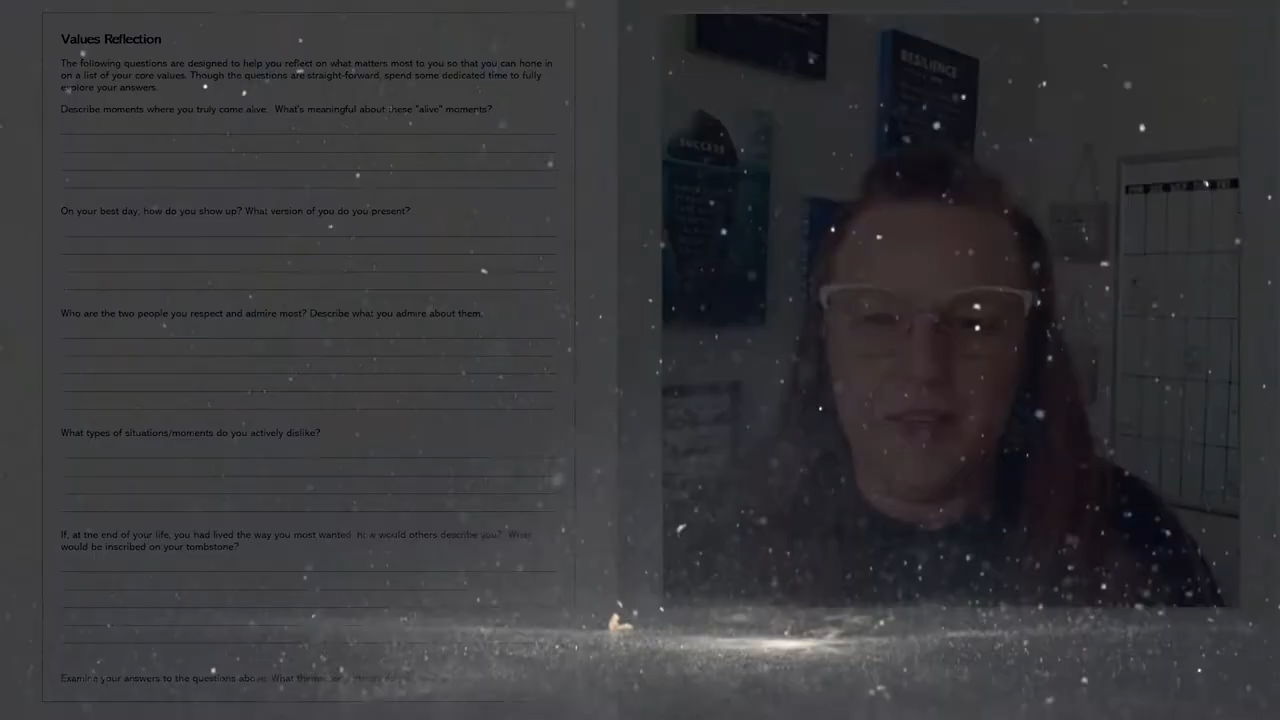 Values Reflection
The following questions are designed to help you reflect on what matters most to you so that you can hone in
on a list of your core values. Though the questions are straight-forward, spend some dedicated time to fully
explore your answers.
Describe moments where you truly come alive. What's meaningful about these "alive" moments?
On your best day, how do you show up? What version of you do you present?
Who are the two people you respect and admire most? Describe what you admire about them.
What types of situations/moments do you actively dislike?
If, at the end of your life, you had lived the way you most wanted how would others describe you? What
would be inscribed on your tombstone?
Examine your answers to the questions above. What
RESILIENCE
SUCCESS